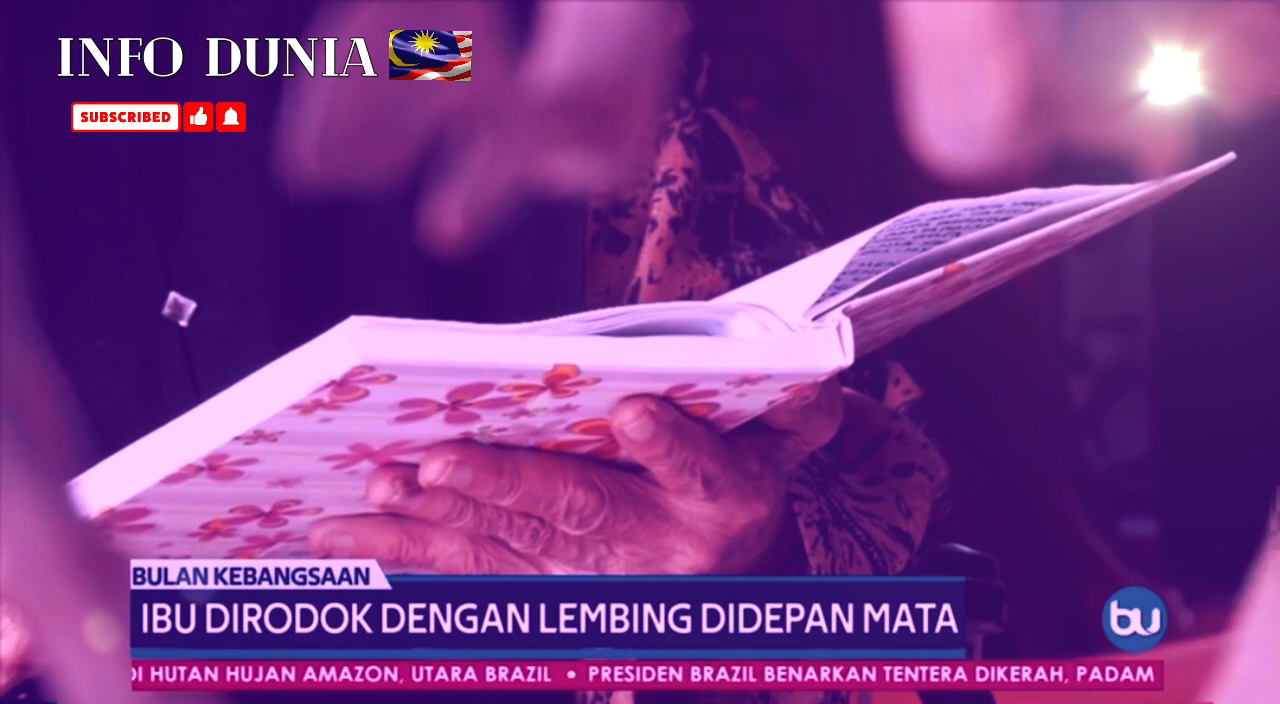 INFO DUNIA
SUBSCRIBED
BULAN KEBANGSAAN
IBU DIRODOK DENGAN LEMBING DIDEPAN MATA
bu
DI HUTAN HUJAN AMAZON, UTARA BRAZIL • PRESIDEN BRAZIL BENARKAN TENTERA DIKERAH, PADAM